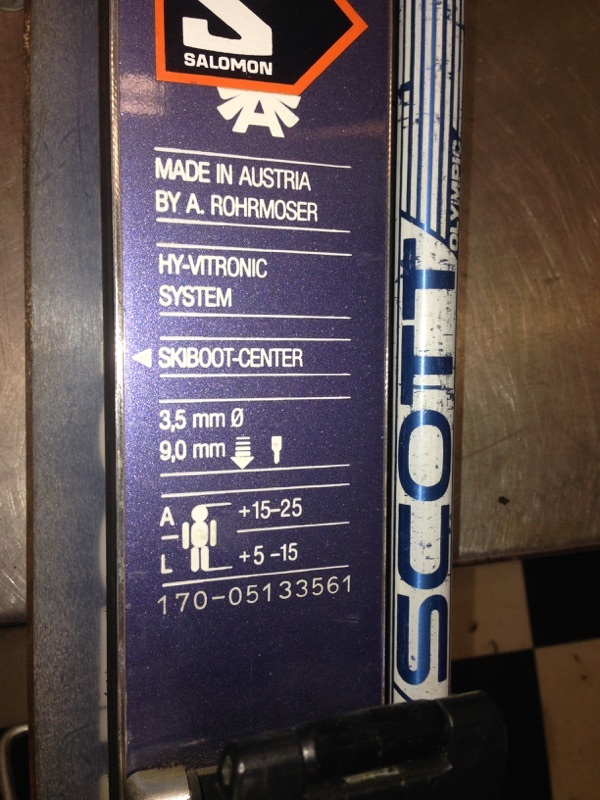 S
SALOMON
A
MADE IN AUSTRIA
BY A. ROHRMOSER
HY-VITRONIC
SYSTEM
SKIBOOT-CENTER
3,5 mm Ø
9,0 mm
A +15–25
L +5 -15
170-05133561
SCOTT
OLYMPIC